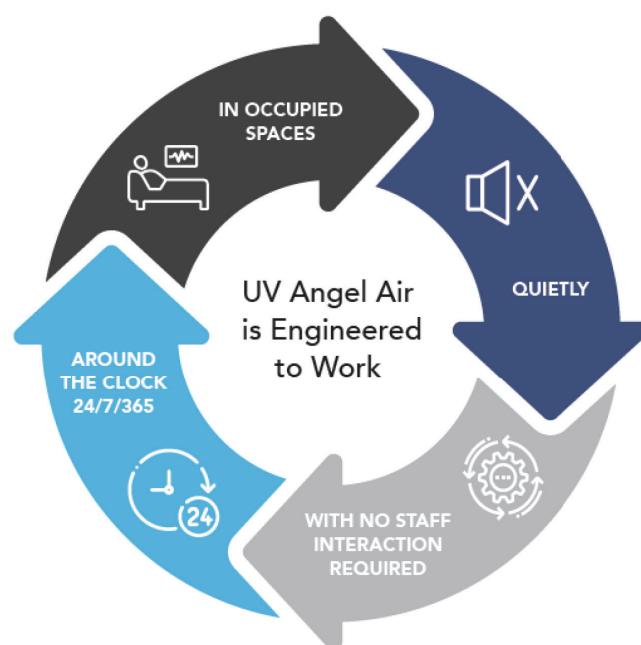 IN OCCUPIED
SPACES
QUIETLY
UV Angel Air
is Engineered
to Work
AROUND
THE CLOCK
24/7/365
24
WITH NO STAFF
INTERACTION
REQUIRED